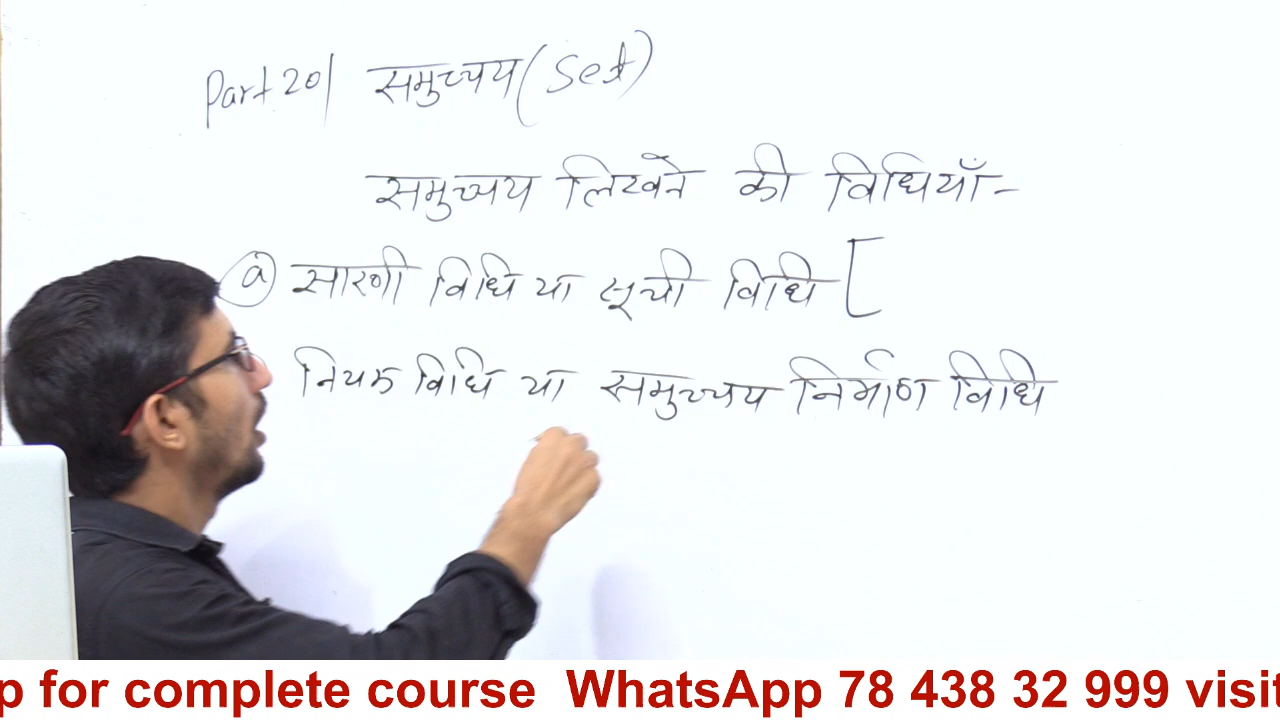 Part 20| समुच्चय (Set)
समुच्चय लिखने की विधियाँ-
(a) सारणी विधि या सूची विधि [
नियम विधि या समुच्चय निर्माण विधि
p for complete course WhatsApp 78 438 32 999 visit